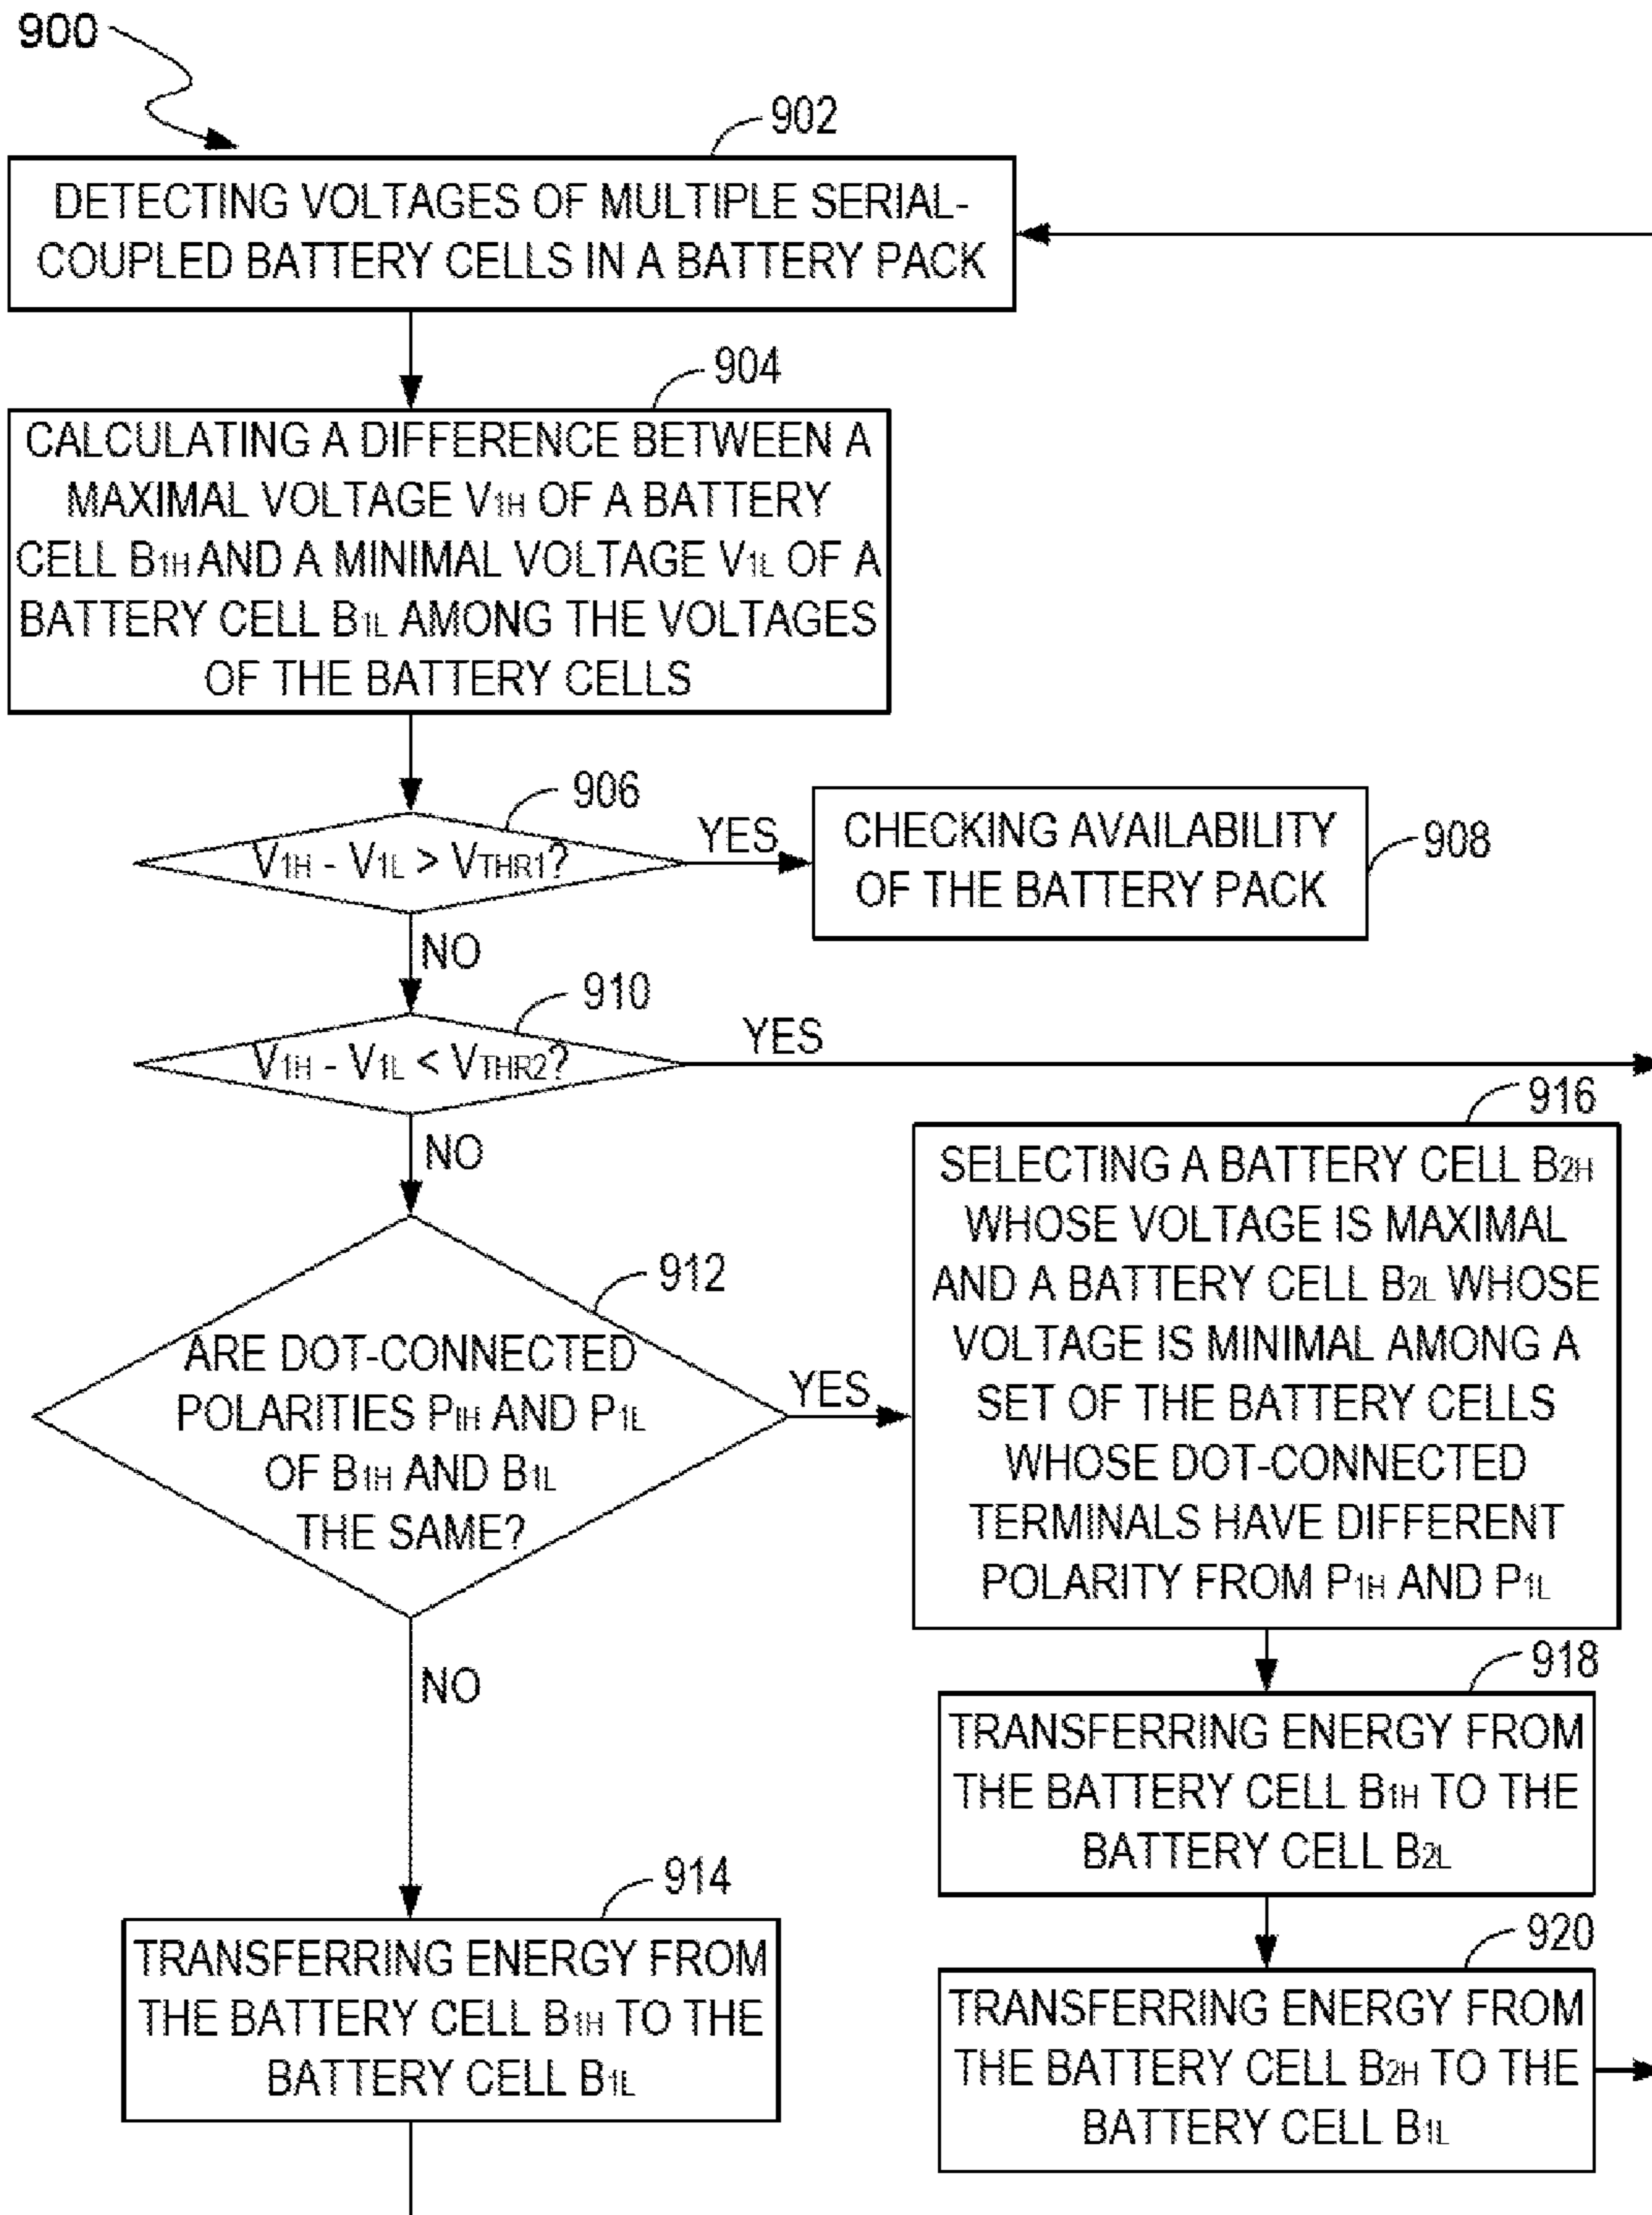 900
902
DETECTING VOLTAGES OF MULTIPLE SERIAL-
COUPLED BATTERY CELLS IN A BATTERY PACK
904
CALCULATING A DIFFERENCE BETWEEN A
MAXIMAL VOLTAGE V1H OF A BATTERY
CELL B1H AND A MINIMAL VOLTAGE V1L OF A
BATTERY CELL B1L AMONG THE VOLTAGES
OF THE BATTERY CELLS
906
V1H - V1L > VTHR1?
YES
CHECKING AVAILABILITY
OF THE BATTERY PACK
908
NO
910
V1H - V1L < VTHR2?
YES
NO
912
ARE DOT-CONNECTED
POLARITIES PIH AND P1L
OF B1H AND B1L
THE SAME?
YES
916
SELECTING A BATTERY CELL B2H
WHOSE VOLTAGE IS MAXIMAL
AND A BATTERY CELL B2L WHOSE
VOLTAGE IS MINIMAL AMONG A
SET OF THE BATTERY CELLS
WHOSE DOT-CONNECTED
TERMINALS HAVE DIFFERENT
POLARITY FROM P1H AND P1L
NO
918
TRANSFERRING ENERGY FROM
THE BATTERY CELL B1H TO THE
BATTERY CELL B2L
914
TRANSFERRING ENERGY FROM
THE BATTERY CELL B1H TO THE
BATTERY CELL B1L
920
TRANSFERRING ENERGY FROM
THE BATTERY CELL B2H TO THE
BATTERY CELL B1L